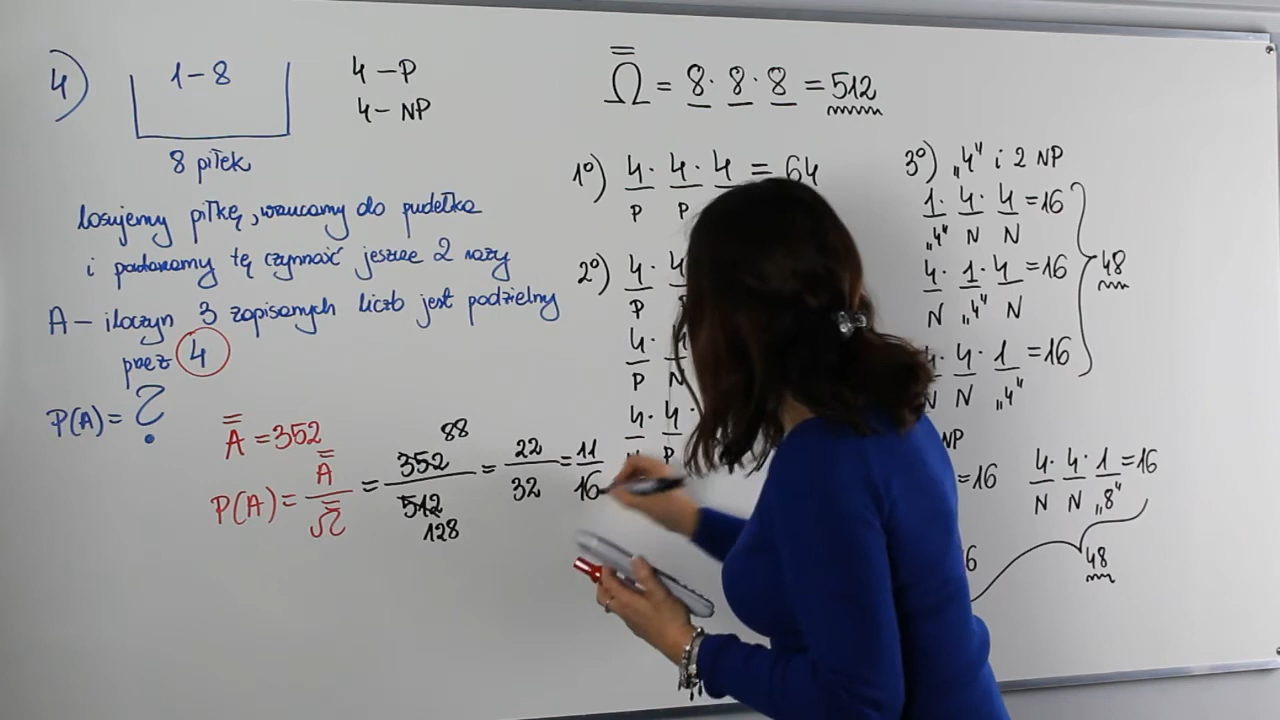 4) 1-8 4-P
4-NP
8 piłek
losujemy piłkę, wrzucamy do pudełka
i powtarzamy tę czynność jeszcze 2 razy
A - iloczyn 3 zapisanych liczb jest podzielny
przez 4
P(A) = ?
A̿ = 352
P(A) = A̿/Ω̿ = 352/512 = 22/32 = 11/16
88
128
Ω̿ = 8·8·8 = 512
1°) 4·4·4 = 64
P P
2°) 4·4
P
4·
P N
4·4·
P
3°) „4" i 2 NP
1·4·4 = 16
„4" N N
4·1·4 = 16
N „4" N
4·4·1 = 16
N N „4"
48
NP
=16 4·4·1 = 16
N N „8"
6
48